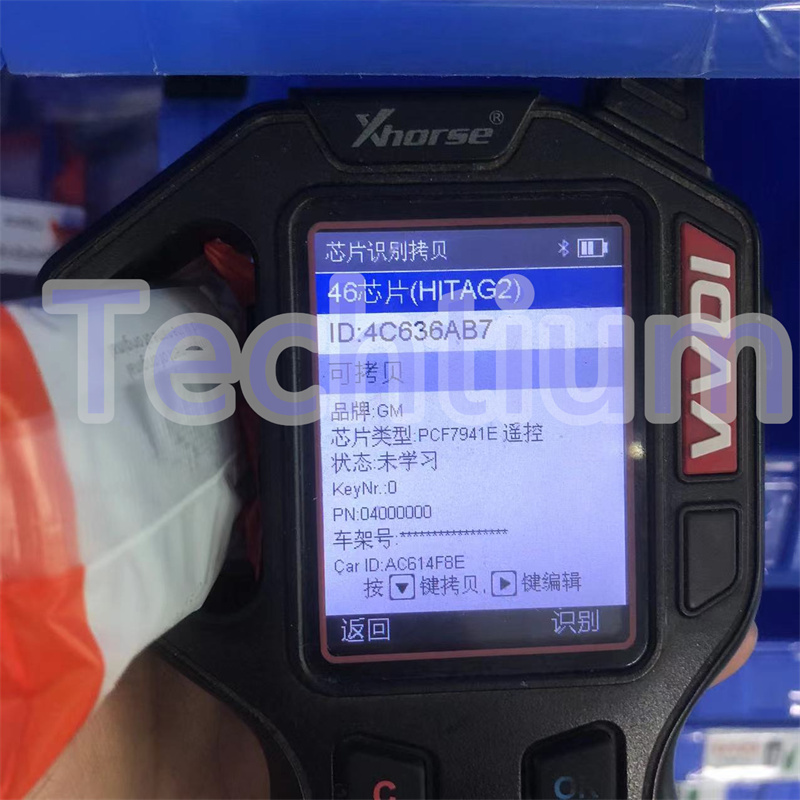 Xhorse®
芯片识别拷贝
46芯片(HITAG2)
ID:4C636AB7
可拷贝
品牌:GM
芯片类型:PCF7941E 遥控
状态:未学习
KeyNr.:0
PN:04000000
车架号:*****************
Car ID:AC614F8E
按▼键拷贝,▶键编辑
返回 识别
VVDI
Techtium
C
OK